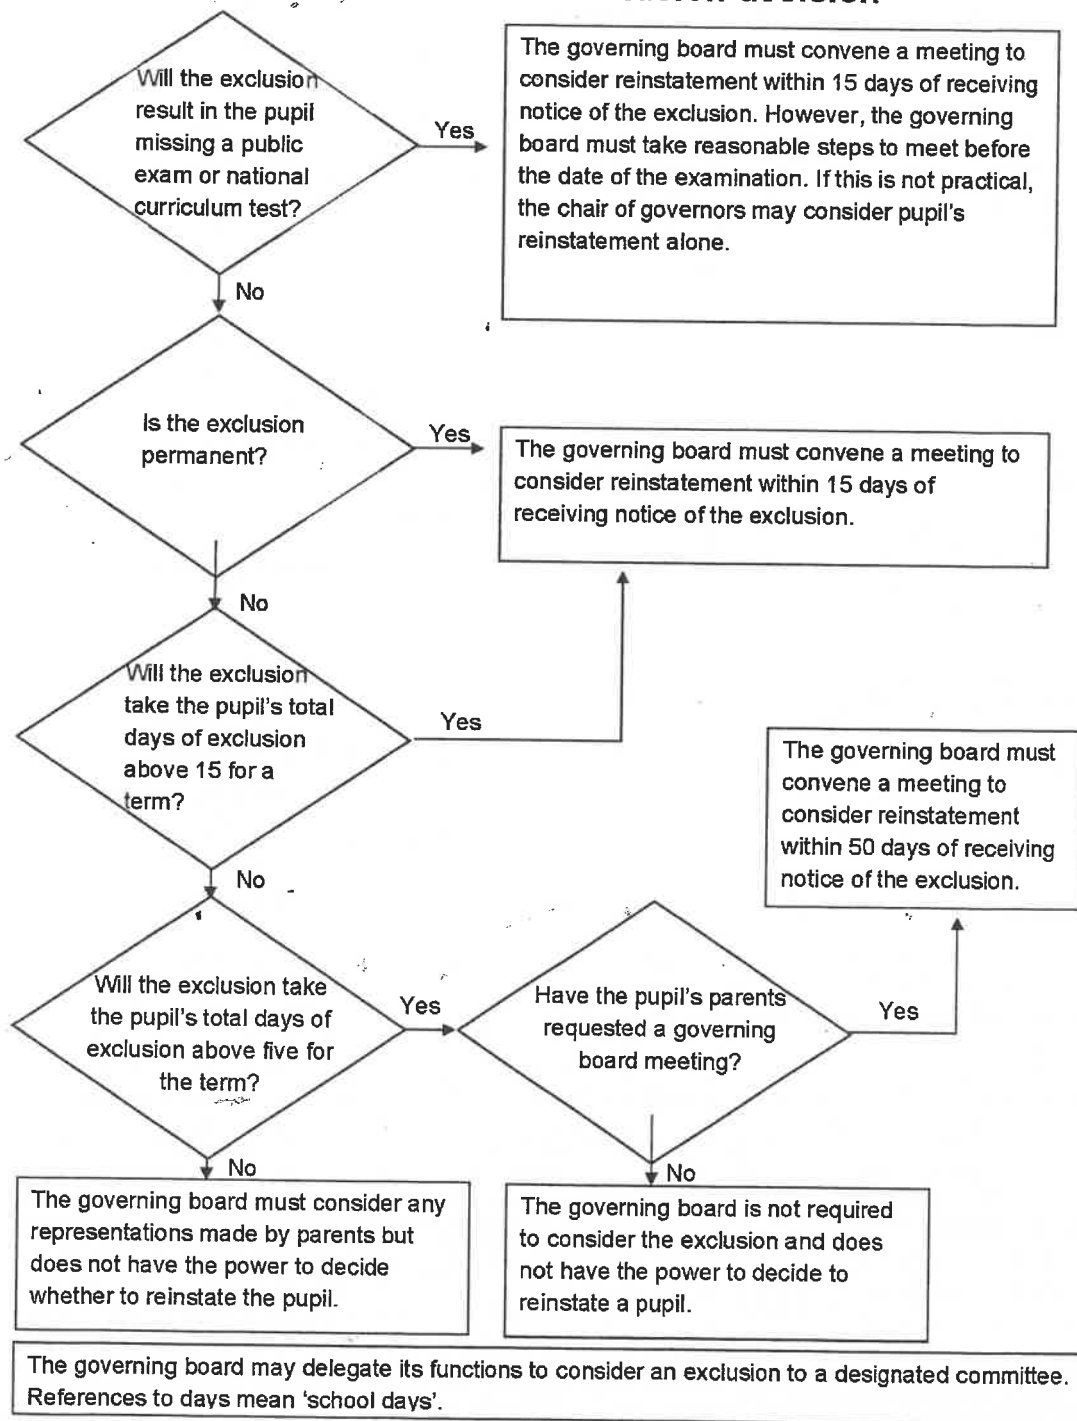 decision
Will the exclusion
result in the pupil
missing a public
exam or national
curriculum test?
Yes
The governing board must convene a meeting to
consider reinstatement within 15 days of receiving
notice of the exclusion. However, the governing
board must take reasonable steps to meet before
the date of the examination. If this is not practical,
the chair of governors may consider pupil's
reinstatement alone.
No
Is the exclusion
permanent?
Yes
The governing board must convene a meeting to
consider reinstatement within 15 days of
receiving notice of the exclusion.
No
Will the exclusion
take the pupil's total
days of exclusion
above 15 for a
term?
Yes
The governing board must
convene a meeting to
consider reinstatement
within 50 days of receiving
notice of the exclusion.
No
Will the exclusion take
the pupil's total days of
exclusion above five for
the term?
Yes
Have the pupil's parents
requested a governing
board meeting?
Yes
No
The governing board must consider any
representations made by parents but
does not have the power to decide
whether to reinstate the pupil.
No
The governing board is not required
to consider the exclusion and does
not have the power to decide to
reinstate a pupil.
The governing board may delegate its functions to consider an exclusion to a designated committee.
References to days mean 'school days'.